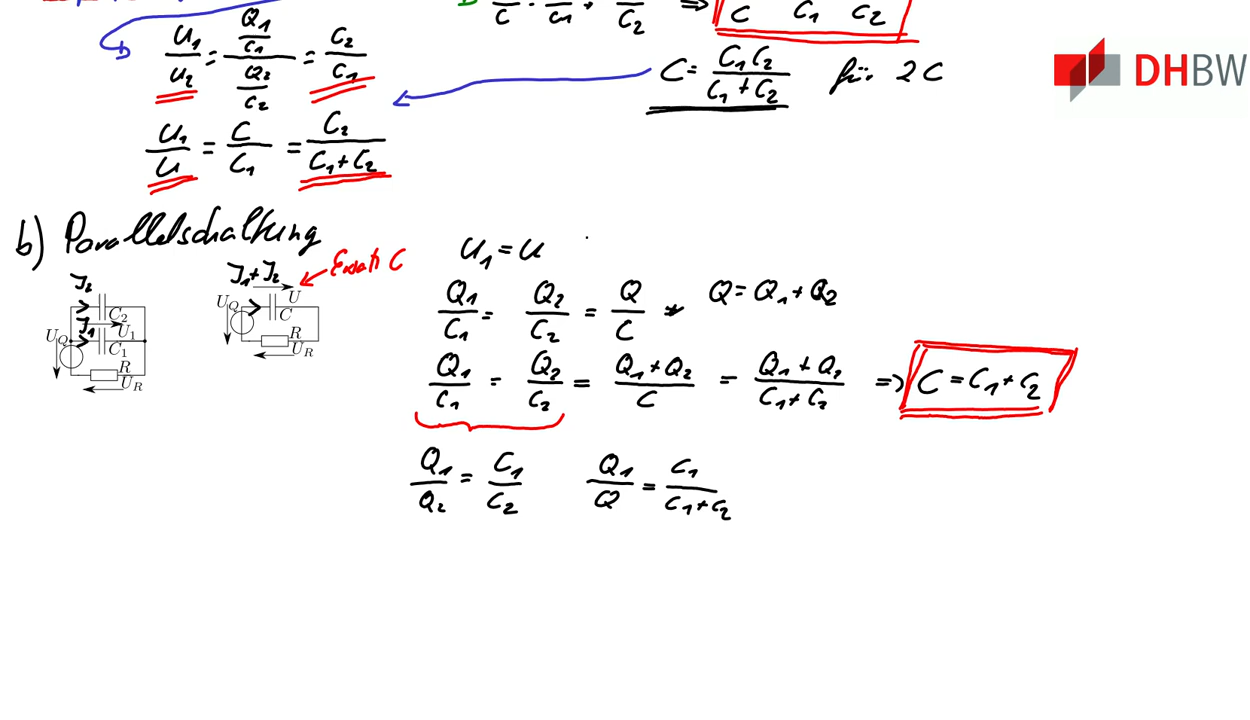 U₁/U₂ = (Q₁/C₁)/(Q₂/C₂) = C₂/C₁
C C₁ C₂
C = C₁C₂/(C₁+C₂) für 2 C
DHBW
U₁/U = C/C₁ = C₂/(C₁+C₂)
b) Parallelschaltung
U₁ = U
I₂
U_Q C₂
I₁ U₁
C₁
R
U_R
I₁+I₂
Ersatz C
U
U_Q C
R
U_R
Q₁/C₁ = Q₂/C₂ = Q/C Q = Q₁+Q₂
Q₁/C₁ = Q₂/C₂ = (Q₁+Q₂)/C = (Q₁+Q₂)/(C₁+C₂) ⇒ C = C₁+C₂
Q₁/Q₂ = C₁/C₂ Q₁/Q = C₁/(C₁+C₂)